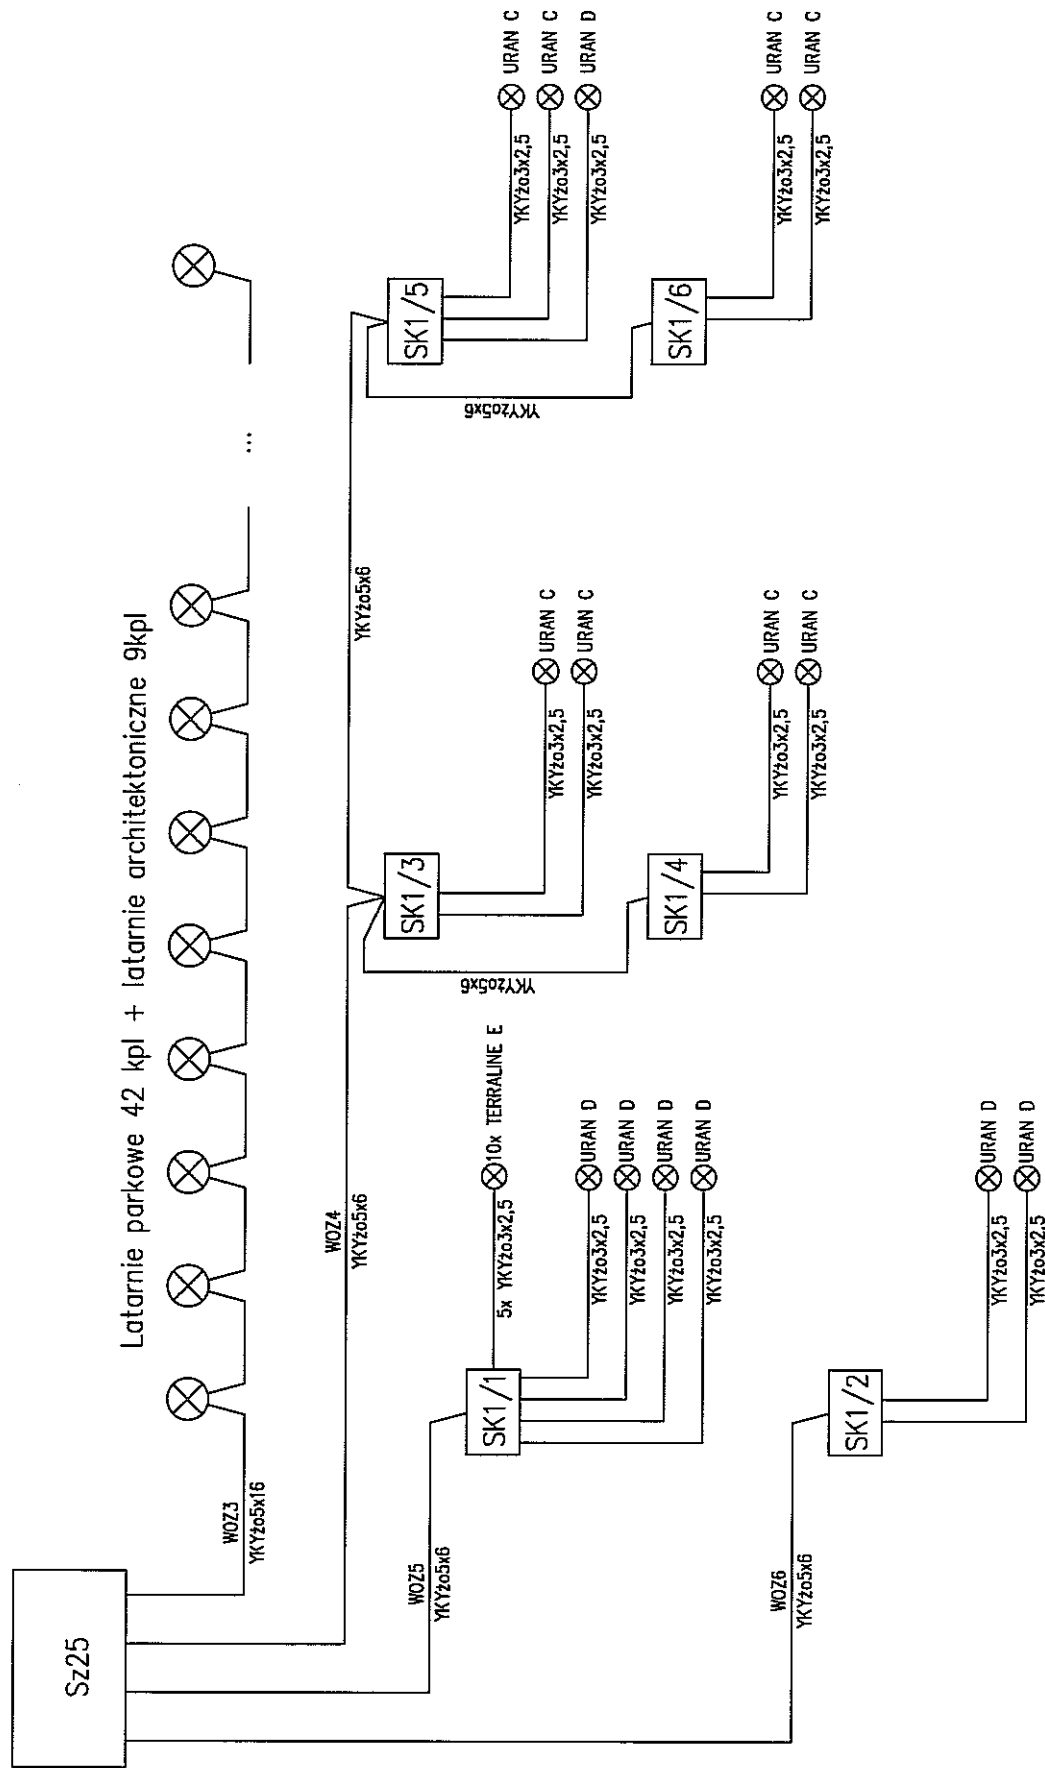 Sz25
WOZ3
YKYżo5x16
Latarnie parkowe 42 kpl + latarnie architektoniczne 9kpl
...
WOZ4
YKYżo5x6
YKYżo5x6
SK1/3
YKYżo3x2,5
URAN C
YKYżo3x2,5
URAN C
YKYżo5x6
SK1/4
YKYżo3x2,5
URAN C
YKYżo3x2,5
URAN C
SK1/5
YKYżo3x2,5
URAN C
YKYżo3x2,5
URAN C
YKYżo3x2,5
URAN D
YKYżo5x6
SK1/6
YKYżo3x2,5
URAN C
YKYżo3x2,5
URAN C
WOZ5
YKYżo5x6
SK1/1
5x YKYżo3x2,5
10x TERRALINE E
YKYżo3x2,5
URAN D
YKYżo3x2,5
URAN D
YKYżo3x2,5
URAN D
YKYżo3x2,5
URAN D
WOZ6
YKYżo5x6
SK1/2
YKYżo3x2,5
URAN D
YKYżo3x2,5
URAN D